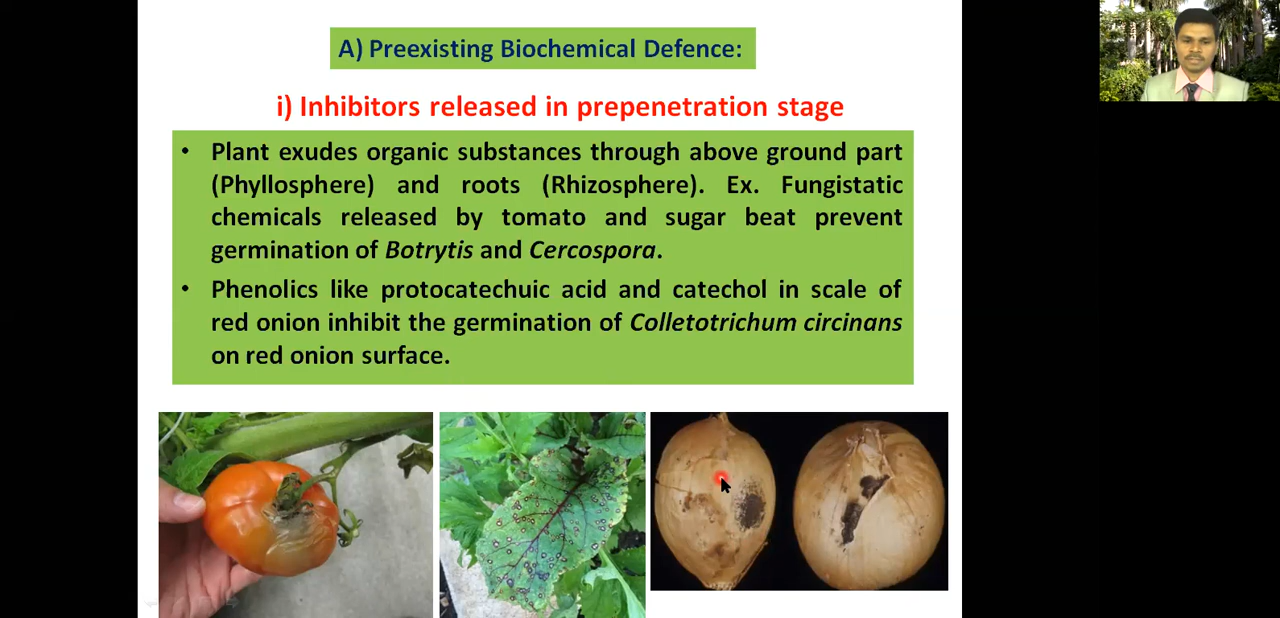 A) Preexisting Biochemical Defence:
i) Inhibitors released in prepenetration stage
• Plant exudes organic substances through above ground part
(Phyllosphere) and roots (Rhizosphere). Ex. Fungistatic
chemicals released by tomato and sugar beat prevent
germination of Botrytis and Cercospora.
• Phenolics like protocatechuic acid and catechol in scale of
red onion inhibit the germination of Colletotrichum circinans
on red onion surface.